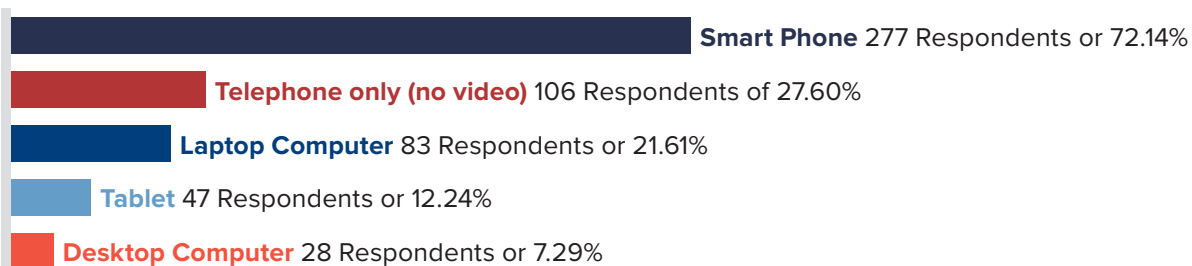 Smart Phone 277 Respondents or 72.14%
Telephone only (no video) 106 Respondents of 27.60%
Laptop Computer 83 Respondents or 21.61%
Tablet 47 Respondents or 12.24%
Desktop Computer 28 Respondents or 7.29%